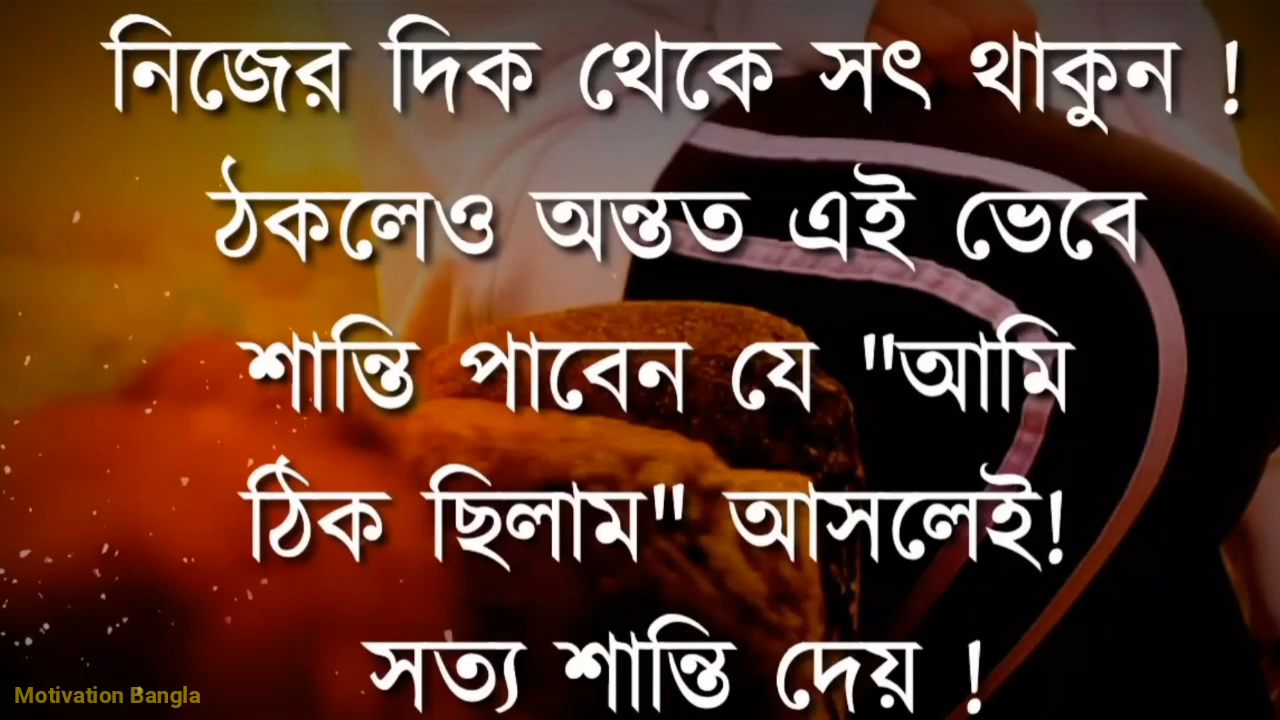 নিজের দিক থেকে সৎ থাকুন !
ঠকলেও অন্তত এই ভেবে
শান্তি পাবেন যে "আমি
ঠিক ছিলাম" আসলেই!
সত্য শান্তি দেয় !
Motivation Bangla